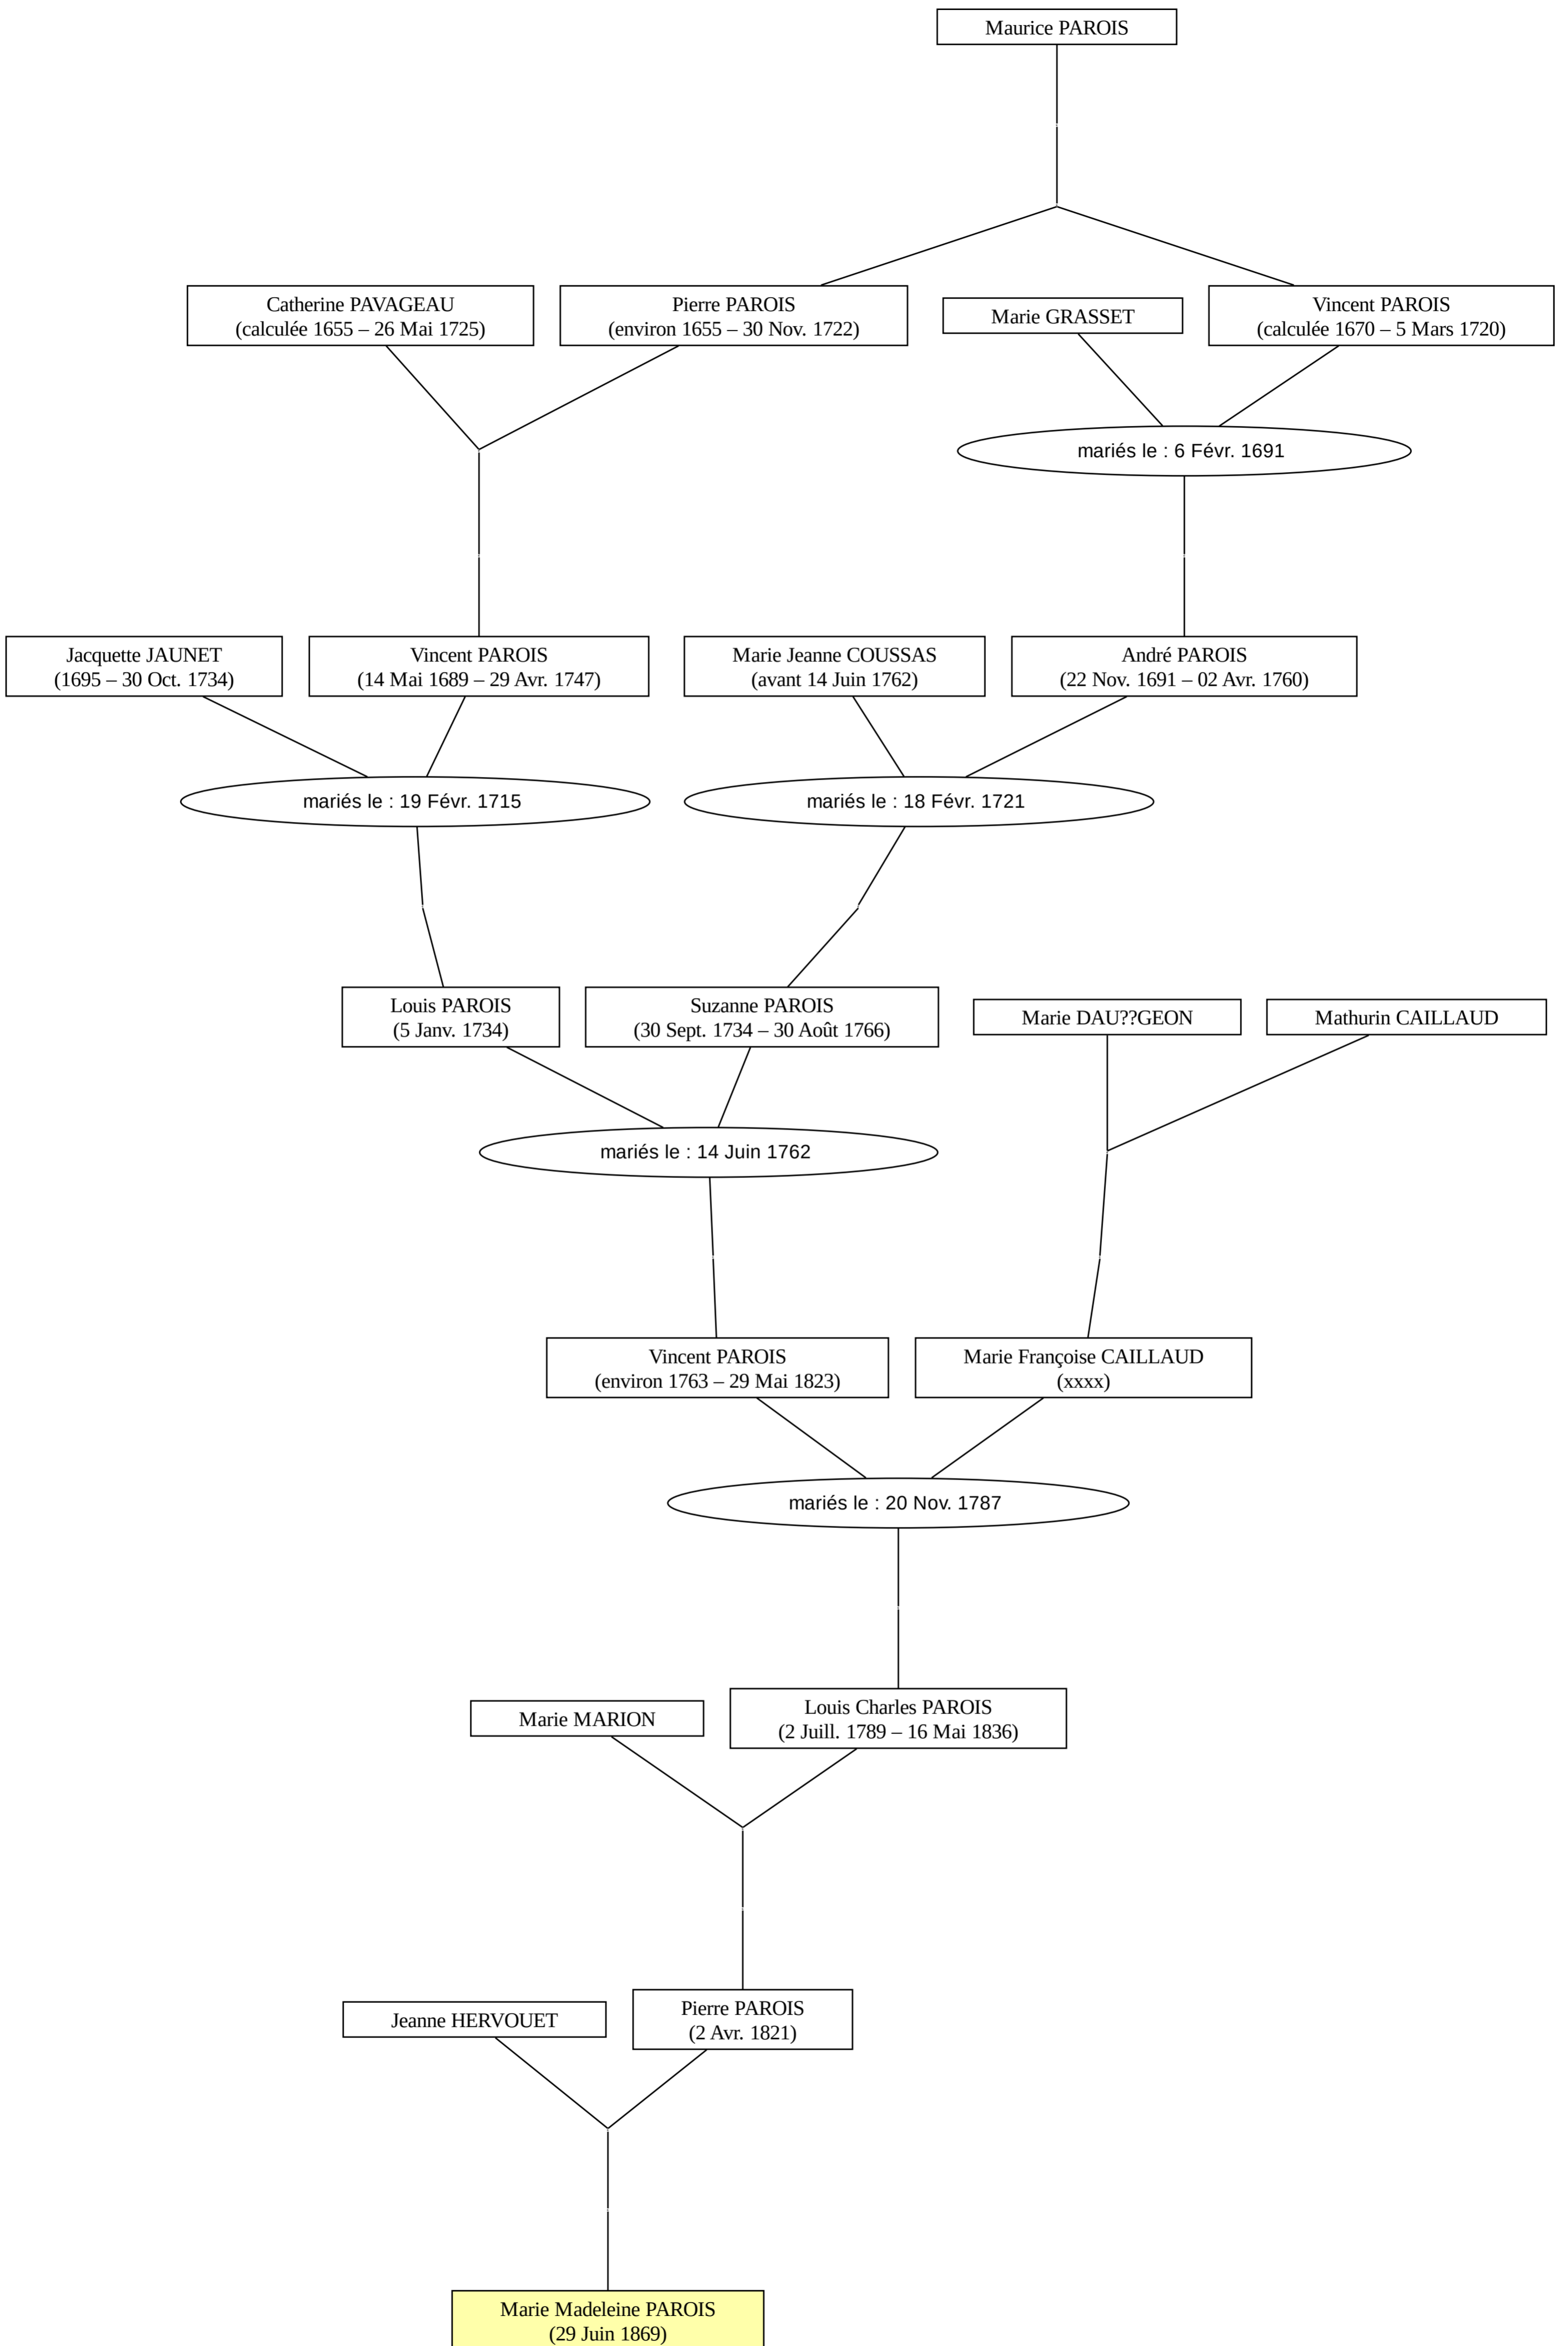 Maurice PAROIS
Catherine PAVAGEAU
(calculée 1655 – 26 Mai 1725)
Pierre PAROIS
(environ 1655 – 30 Nov. 1722)
Marie GRASSET
Vincent PAROIS
(calculée 1670 – 5 Mars 1720)
mariés le : 6 Févr. 1691
Jacquette JAUNET
(1695 – 30 Oct. 1734)
Vincent PAROIS
(14 Mai 1689 – 29 Avr. 1747)
Marie Jeanne COUSSAS
(avant 14 Juin 1762)
André PAROIS
(22 Nov. 1691 – 02 Avr. 1760)
mariés le : 19 Févr. 1715
mariés le : 18 Févr. 1721
Louis PAROIS
(5 Janv. 1734)
Suzanne PAROIS
(30 Sept. 1734 – 30 Août 1766)
Marie DAU??GEON
Mathurin CAILLAUD
mariés le : 14 Juin 1762
Vincent PAROIS
(environ 1763 – 29 Mai 1823)
Marie Françoise CAILLAUD
(xxxx)
mariés le : 20 Nov. 1787
Marie MARION
Louis Charles PAROIS
(2 Juill. 1789 – 16 Mai 1836)
Jeanne HERVOUET
Pierre PAROIS
(2 Avr. 1821)
Marie Madeleine PAROIS
(29 Juin 1869)